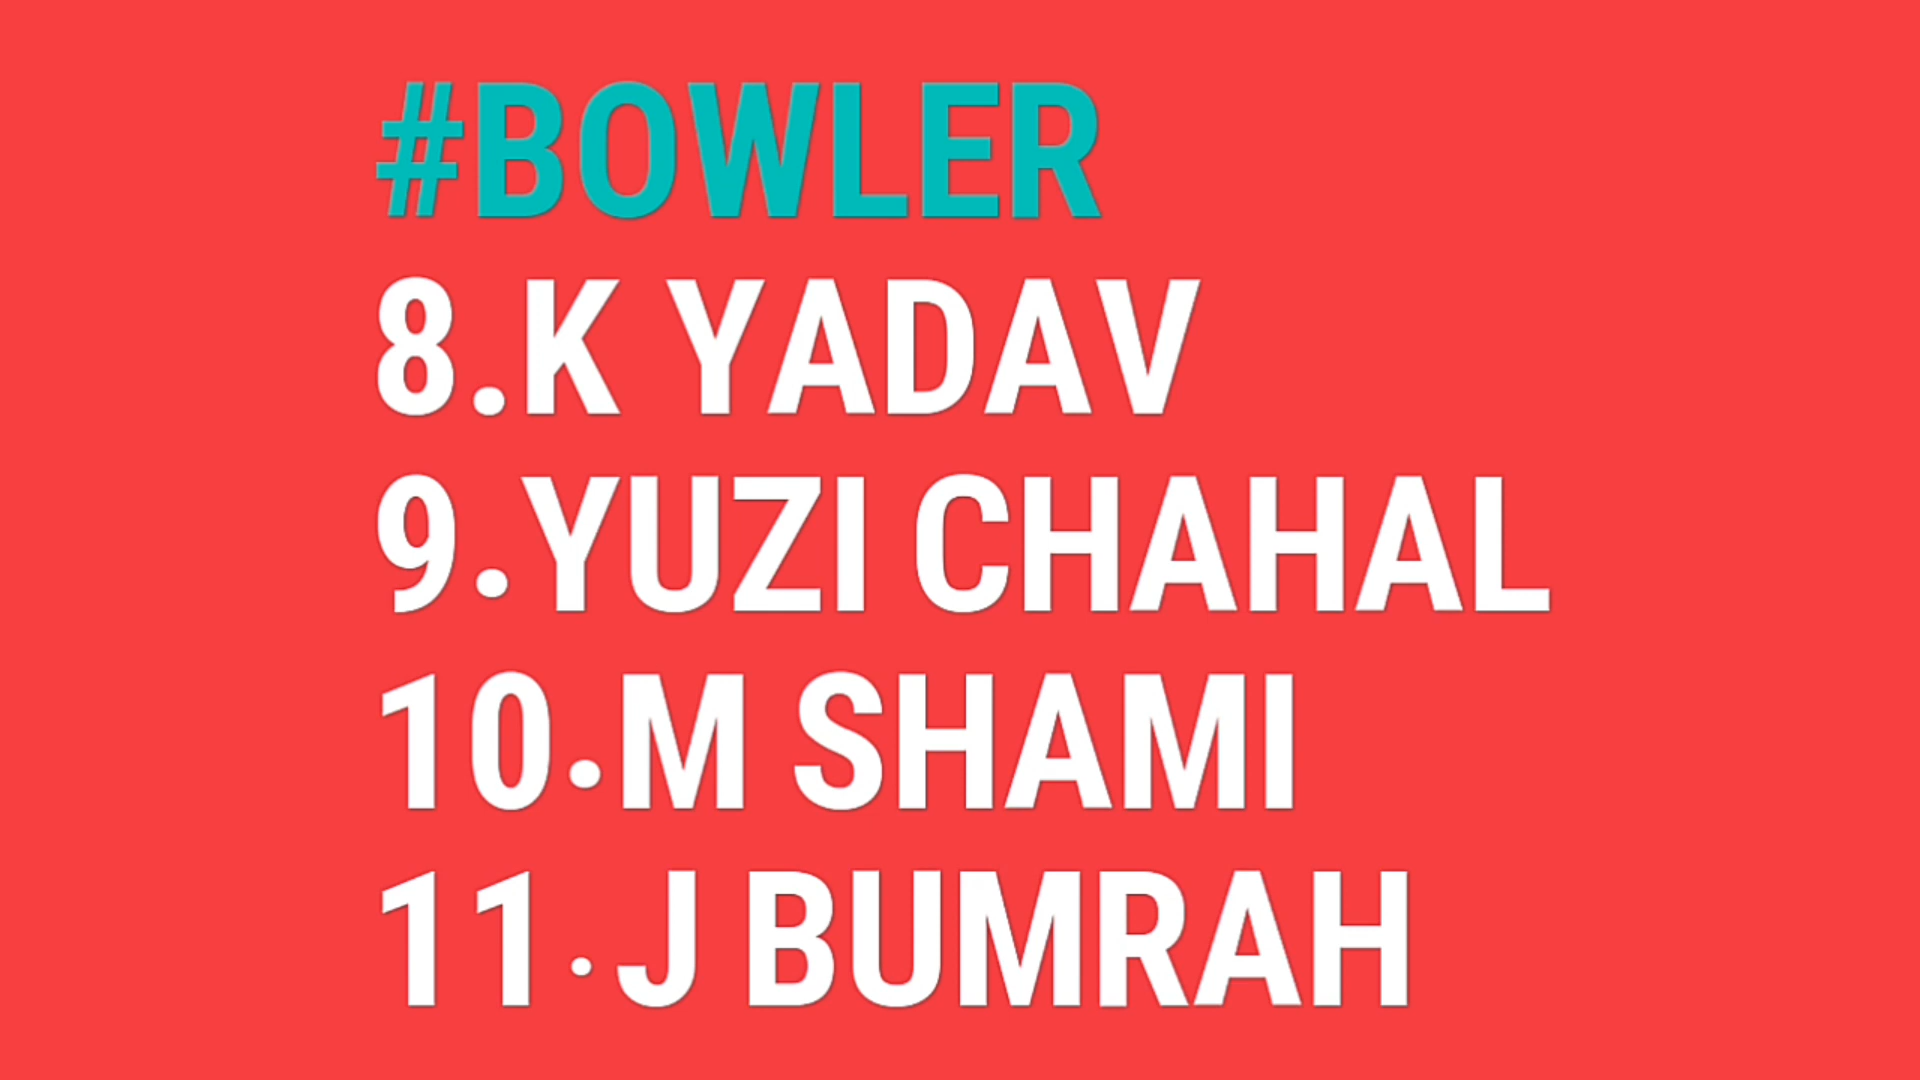 #BOWLER
8.K YADAV
9.YUZI CHAHAL
10.M SHAMI
11.J BUMRAH